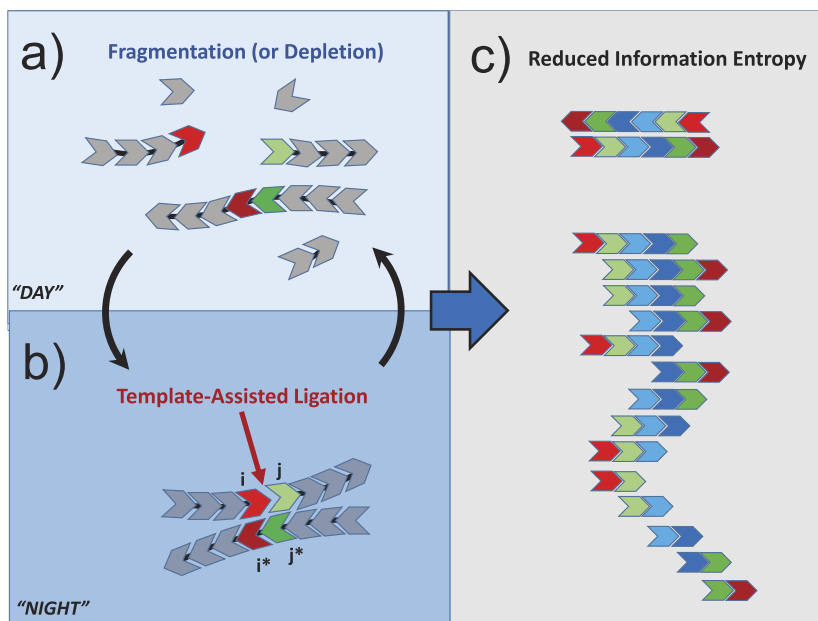 a)
Fragmentation (or Depletion)
"DAY"
b)
Template-Assisted Ligation
i
j
i*
j*
"NIGHT"
c)
Reduced Information Entropy